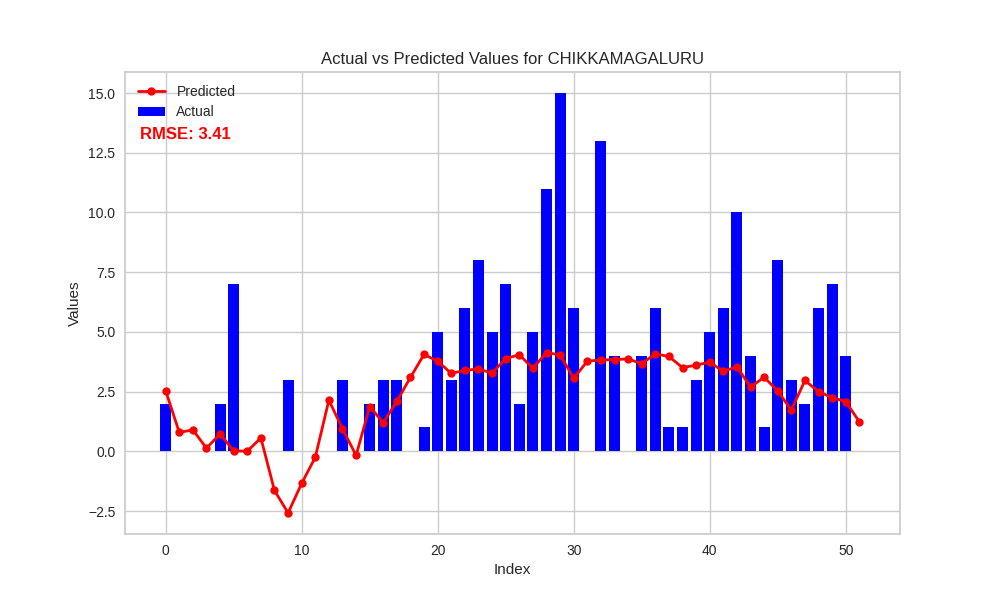 Actual vs Predicted Values for CHIKKAMAGALURU
Predicted
Actual
RMSE: 3.41
15.0
12.5
10.0
7.5
5.0
2.5
0.0
−2.5
Values
0 10 20 30 40 50
Index